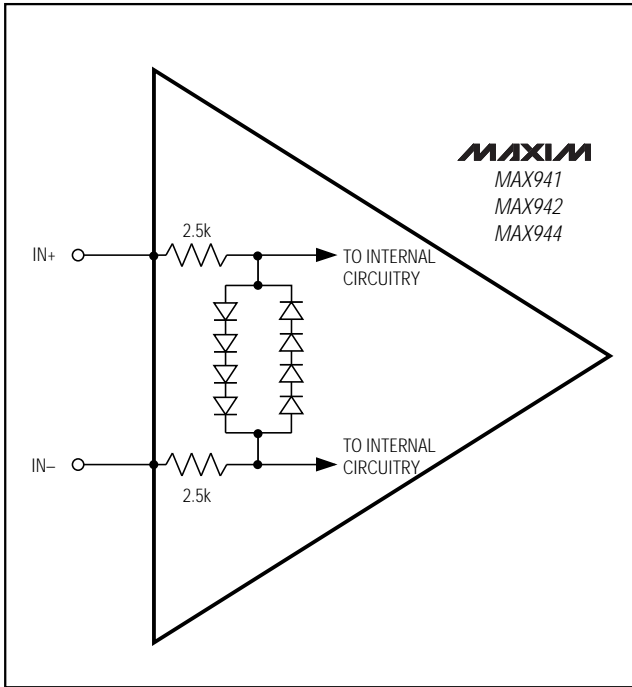 MAXIM
MAX941
MAX942
MAX944
2.5k
IN+
TO INTERNAL
CIRCUITRY
TO INTERNAL
CIRCUITRY
IN–
2.5k